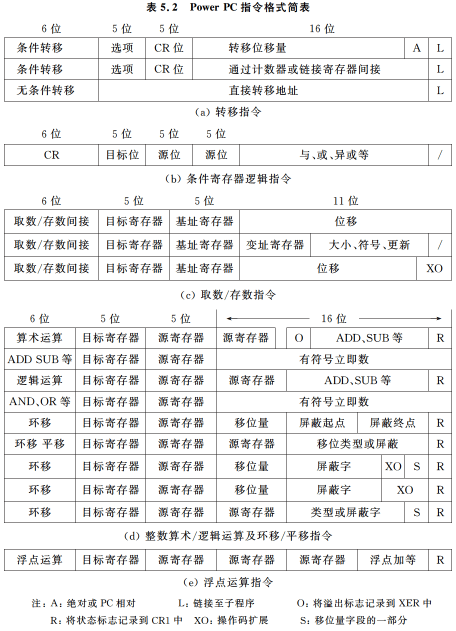 表 5.2 Power PC 指令格式简表
6 位 5 位 5 位 16 位
条件转移 选项 CR 位 转移位移量 A L
条件转移 选项 CR 位 通过计数器或链接寄存器间接 L
无条件转移 直接转移地址 L
(a) 转移指令
6 位 5 位 5 位 5 位
CR 目标位 源位 源位 与、或、异或等 /
(b) 条件寄存器逻辑指令
6 位 5 位 5 位 11 位
取数/存数间接 目标寄存器 基址寄存器 位移
取数/存数间接 目标寄存器 基址寄存器 变址寄存器 大小、符号、更新 /
取数/存数间接 目标寄存器 基址寄存器 位移 XO
(c) 取数/存数指令
6 位 5 位 5 位 16 位
算术运算 目标寄存器 源寄存器 源寄存器 O ADD、SUB 等 R
ADD SUB 等 目标寄存器 源寄存器 有符号立即数
逻辑运算 目标寄存器 源寄存器 源寄存器 ADD、SUB 等 R
AND、OR 等 目标寄存器 源寄存器 有符号立即数
环移 目标寄存器 源寄存器 移位量 屏蔽起点 屏蔽终点 R
环移 平移 目标寄存器 源寄存器 源寄存器 移位类型或屏蔽 R
环移 目标寄存器 源寄存器 移位量 屏蔽字 XO S R
环移 目标寄存器 源寄存器 移位量 屏蔽字 XO R
环移 目标寄存器 源寄存器 源寄存器 类型或屏蔽字 S R
(d) 整数算术/逻辑运算及环移/平移指令
浮点运算 目标寄存器 源寄存器 源寄存器 源寄存器 浮点加等 R
(e) 浮点运算指令
注：A：绝对或 PC 相对 L：链接至子程序 O：将溢出标志记录到 XER 中
R：将状态标志记录到 CR1 中 XO：操作码扩展 S：移位量字段的一部分